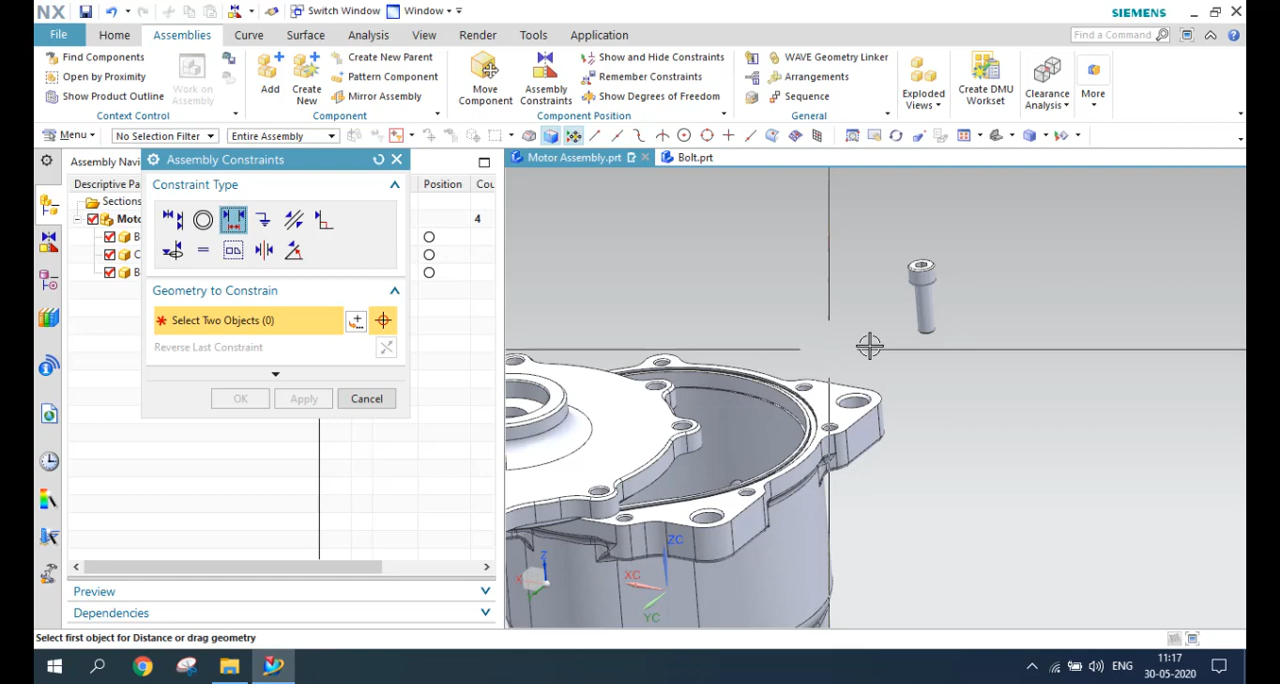 NX
Switch Window
Window
SIEMENS
File
Home
Assemblies
Curve
Surface
Analysis
View
Render
Tools
Application
Find a Command
Find Components
Open by Proximity
Show Product Outline
Work on Assembly
Context Control
Add
Create New
Create New Parent
Pattern Component
Mirror Assembly
Component
Move Component
Assembly Constraints
Show and Hide Constraints
Remember Constraints
Show Degrees of Freedom
Component Position
WAVE Geometry Linker
Arrangements
Sequence
General
Exploded Views
Create DMU Workset
Clearance Analysis
More
Menu
No Selection Filter
Entire Assembly
Assembly Navi
Descriptive Pa
Position
Cou
Sections
Moto
4
B
C
B
Assembly Constraints
Constraint Type
Geometry to Constrain
Select Two Objects (0)
Reverse Last Constraint
OK
Apply
Cancel
Preview
Dependencies
Motor Assembly.prt
Bolt.prt
ZC
XC
YC
Z
Select first object for Distance or drag geometry
ENG
11:17
30-05-2020